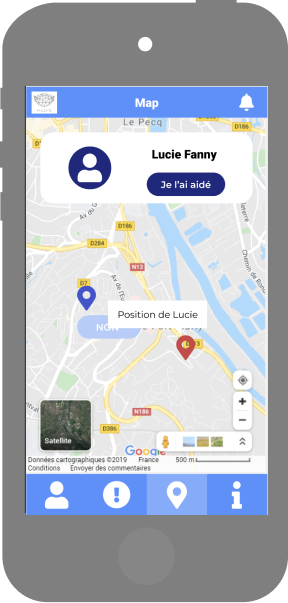 Map
Le Pecq
D186
Lucie Fanny
Je l'ai aidé
D186
D284
N13
D7
Position de Lucie
NON
N186
D386
Satellite
Google
Données cartographiques ©2019 France 500 m
Conditions Envoyer des commentaires